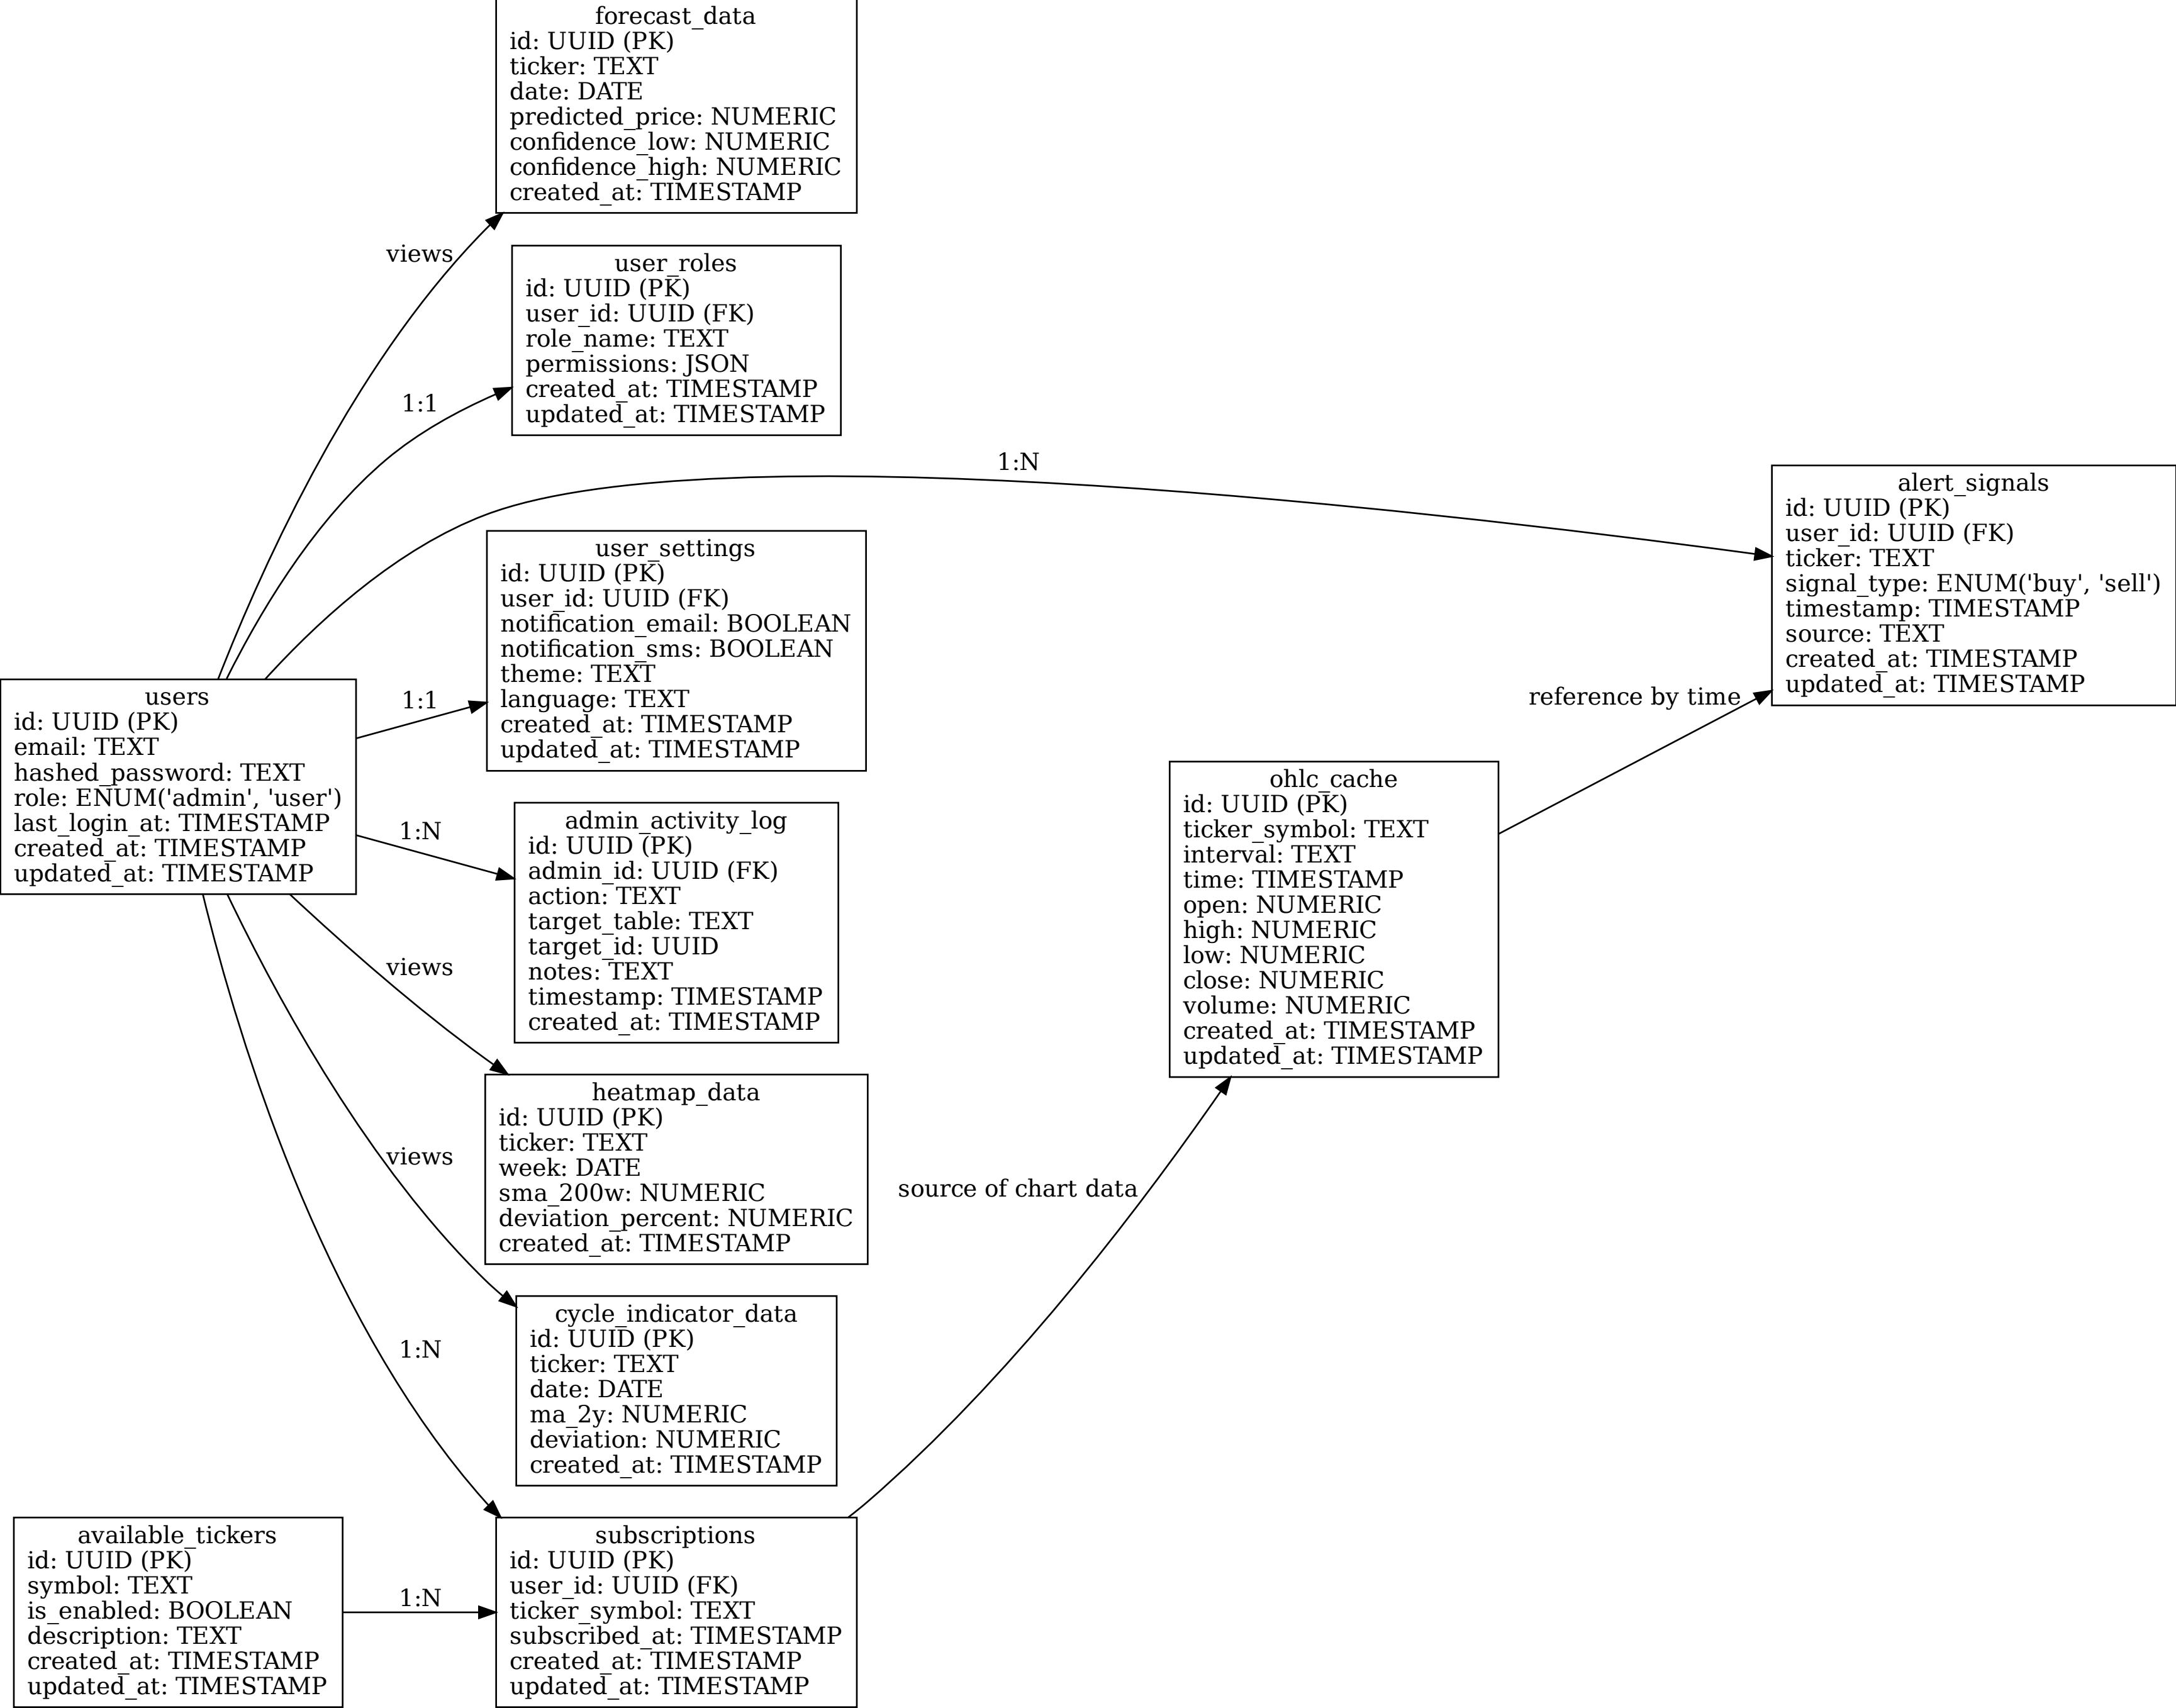 forecast_data
id: UUID (PK)
ticker: TEXT
date: DATE
predicted_price: NUMERIC
confidence_low: NUMERIC
confidence_high: NUMERIC
created_at: TIMESTAMP
views
user_roles
id: UUID (PK)
user_id: UUID (FK)
role_name: TEXT
permissions: JSON
created_at: TIMESTAMP
updated_at: TIMESTAMP
1:1
1:N
alert_signals
id: UUID (PK)
user_id: UUID (FK)
ticker: TEXT
signal_type: ENUM('buy', 'sell')
timestamp: TIMESTAMP
source: TEXT
created_at: TIMESTAMP
updated_at: TIMESTAMP
user_settings
id: UUID (PK)
user_id: UUID (FK)
notification_email: BOOLEAN
notification_sms: BOOLEAN
theme: TEXT
language: TEXT
created_at: TIMESTAMP
updated_at: TIMESTAMP
users
id: UUID (PK)
email: TEXT
hashed_password: TEXT
role: ENUM('admin', 'user')
last_login_at: TIMESTAMP
created_at: TIMESTAMP
updated_at: TIMESTAMP
1:1
reference by time
1:N
admin_activity_log
id: UUID (PK)
admin_id: UUID (FK)
action: TEXT
target_table: TEXT
target_id: UUID
notes: TEXT
timestamp: TIMESTAMP
created_at: TIMESTAMP
ohlc_cache
id: UUID (PK)
ticker_symbol: TEXT
interval: TEXT
time: TIMESTAMP
open: NUMERIC
high: NUMERIC
low: NUMERIC
close: NUMERIC
volume: NUMERIC
created_at: TIMESTAMP
updated_at: TIMESTAMP
views
heatmap_data
id: UUID (PK)
ticker: TEXT
week: DATE
sma_200w: NUMERIC
deviation_percent: NUMERIC
created_at: TIMESTAMP
views
source of chart data
cycle_indicator_data
id: UUID (PK)
ticker: TEXT
date: DATE
ma_2y: NUMERIC
deviation: NUMERIC
created_at: TIMESTAMP
1:N
available_tickers
id: UUID (PK)
symbol: TEXT
is_enabled: BOOLEAN
description: TEXT
created_at: TIMESTAMP
updated_at: TIMESTAMP
1:N
subscriptions
id: UUID (PK)
user_id: UUID (FK)
ticker_symbol: TEXT
subscribed_at: TIMESTAMP
created_at: TIMESTAMP
updated_at: TIMESTAMP